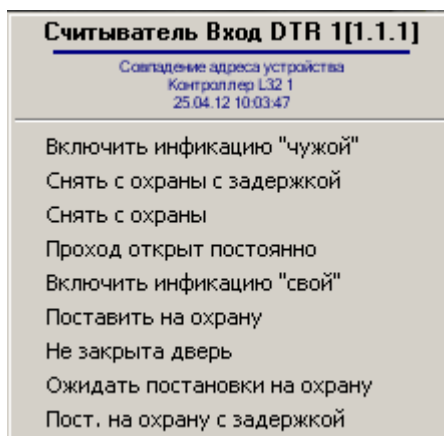 Считыватель Вход DTR 1[1.1.1]
Совпадение адреса устройства
Контроллер L32 1
25.04.12 10:03:47
Включить инфикацию "чужой"
Снять с охраны с задержкой
Снять с охраны
Проход открыт постоянно
Включить инфикацию "свой"
Поставить на охрану
Не закрыта дверь
Ожидать постановки на охрану
Пост. на охрану с задержкой